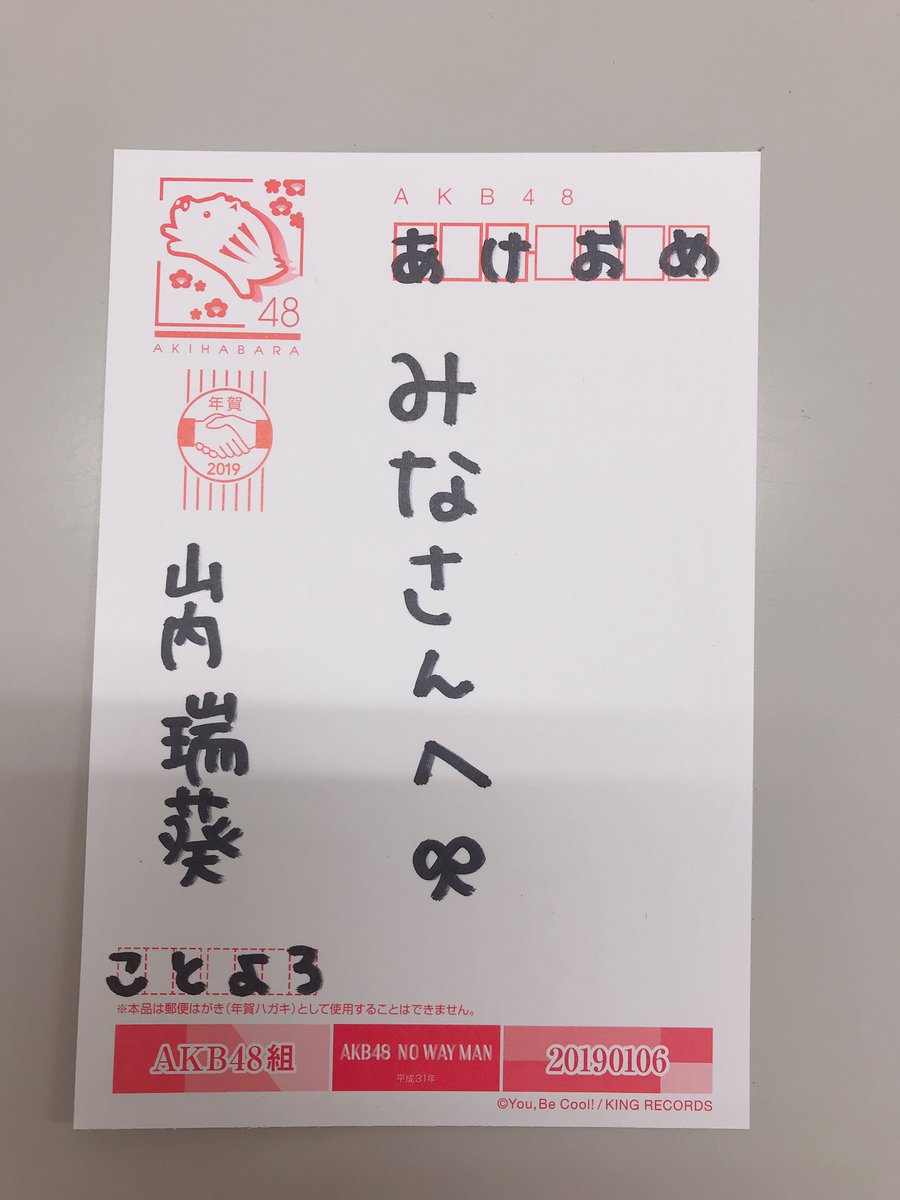 AKB48
あけおめ
48
AKIHABARA
年賀
2019
みなさんへ
山内瑞葵
ことよろ
※本品は郵便はがき(年賀ハガキ)として使用することはできません。
AKB48組
AKB48 NO WAY MAN
平成31年
20190106
©You, Be Cool! / KING RECORDS